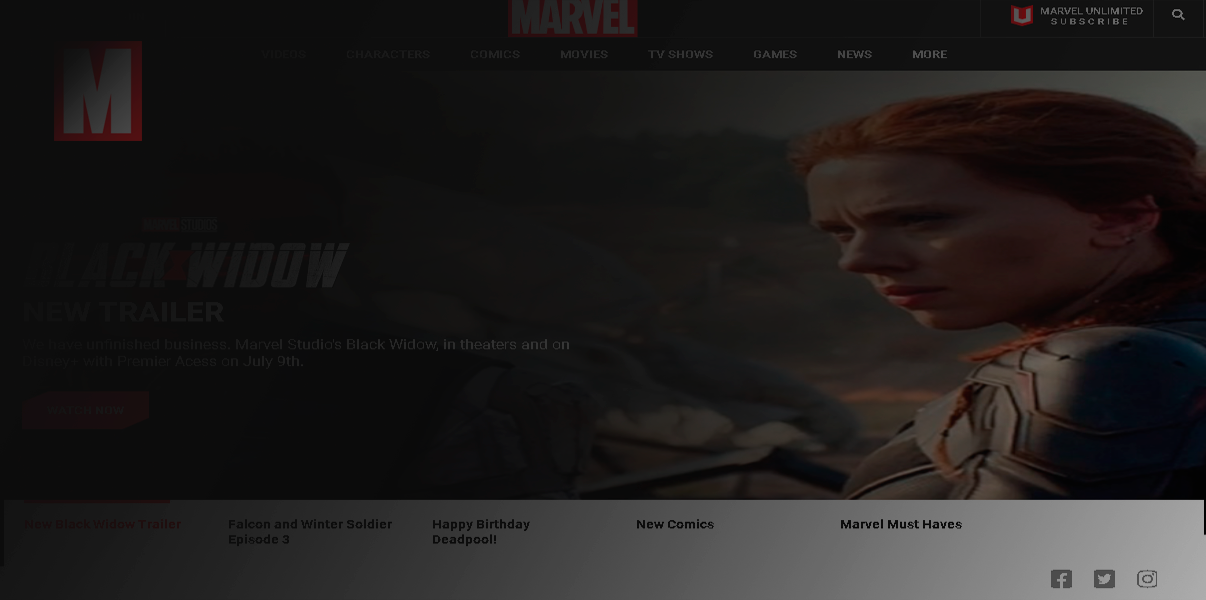 MARVEL
MARVEL UNLIMITED
SUBSCRIBE
M
VIDEOS CHARACTERS COMICS MOVIES TV SHOWS GAMES NEWS MORE
MARVEL STUDIOS
BLACK WIDOW
NEW TRAILER
We have unfinished business. Marvel Studio's Black Widow, in theaters and on
Disney+ with Premier Acess on July 9th.
WATCH NOW
New Black Widow Trailer
Falcon and Winter Soldier
Episode 3
Happy Birthday
Deadpool!
New Comics
Marvel Must Haves